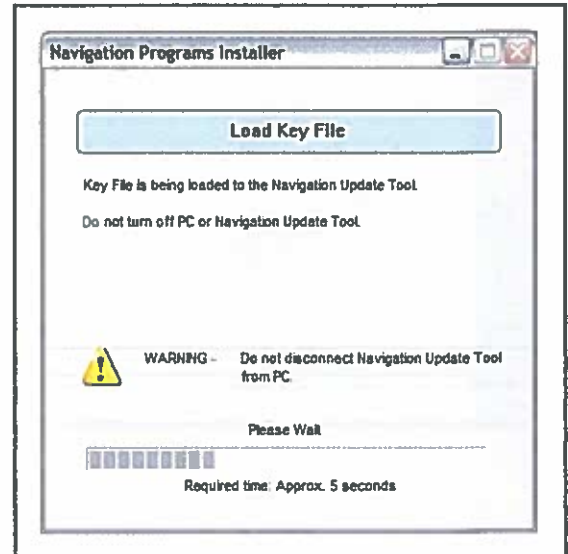 Navigation Programs Installer
Load Key File
Key File is being loaded to the Navigation Update Tool.
Do not turn off PC or Navigation Update Tool.
WARNING - Do not disconnect Navigation Update Tool
from PC.
Please Wait
Required time: Approx. 5 seconds